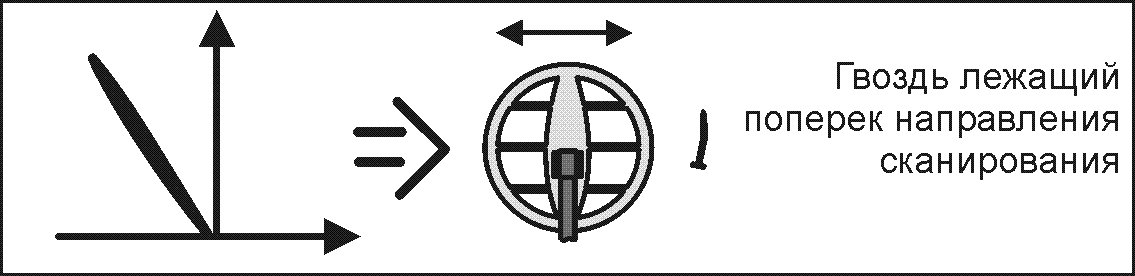 Гвоздь лежащий
поперек направления
сканирования